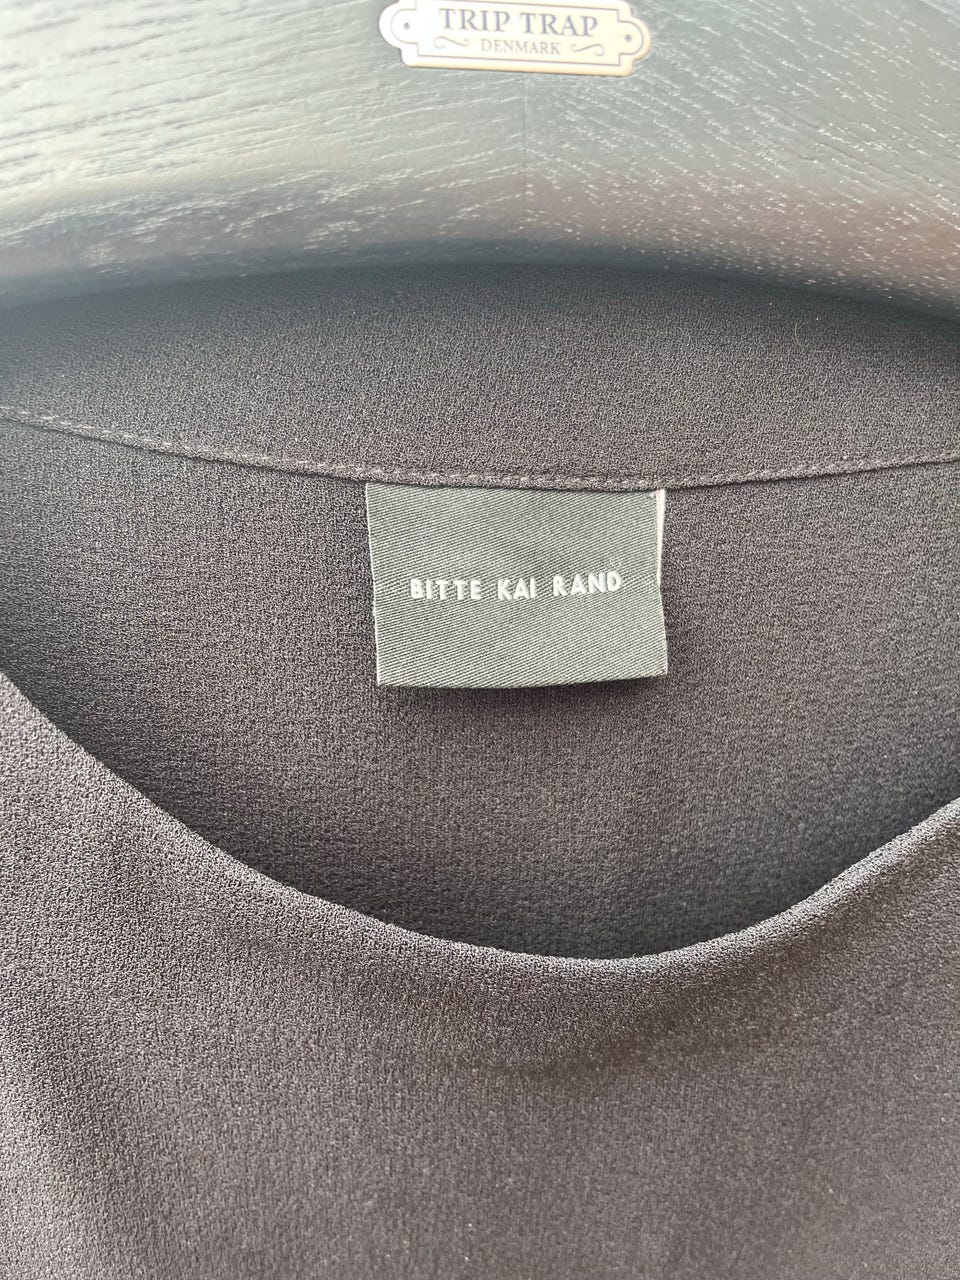 TRIP TRAP
DENMARK
BITTE KAI RAND